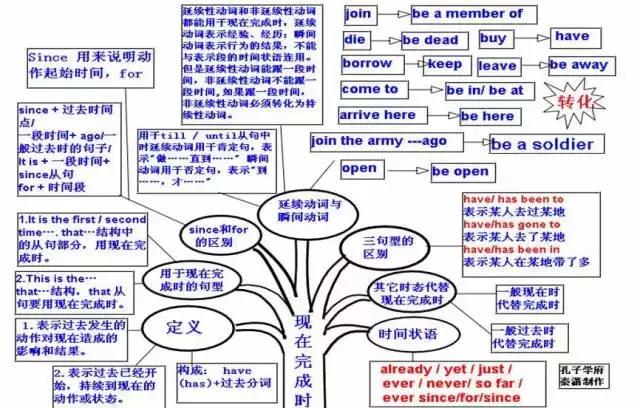 Since 用来说明动
作起始时间，for
延续性动词和非延续性动词
都能用于现在完成时，延续
动词表示经验、经历；瞬间
动词表示行为的结果，不能
与表示段的时间状语连用。
但是延续性动词能跟一段时
间，非延续性动词不能跟一
段时间，如果跟一段时间，
非延续性动词必须转化为持
续性动词。
join
be a member of
die
be dead
buy
have
borrow
keep
leave
be away
come to
be in/ be at
转化
arrive here
be here
join the army ---ago
be a soldier
open
be open
since + 过去时间
点/
一段时间+ ago/一
般过去时的句子/
It is + 一段时间+
since从句
for + 时间段
用于till / until从句中
时延续动词用于肯定句，表
示"做……直到……" 瞬间
动词用于否定句，表示"到
……，才……"
延续动词与
瞬间动词
since和for
的区别
三句型的
区别
have/ has been to
表示某人去过某地
have/has gone to
表示某人去了某地
have/has been in
表示某人在某地带了多
1.It is the first / second
time…. that…结构中
的从句部分，用现在完
成时。
2.This is the…
that…结构，that 从
句要用现在完成时。
用于现在完
成时的句型
其它时态代替
现在完成时
一般现在时
代替完成时
一般过去时
代替完成时
定义
1. 表示过去发生的
动作对现在造成的
影响和结果。
2. 表示过去已经开
始，持续到现在的
动作或状态。
构成： have
(has)+过去分词
现在完成时
时间状语
already / yet / just /
ever / never/ so far /
ever since/for/since
孔子学府
秦潇制作